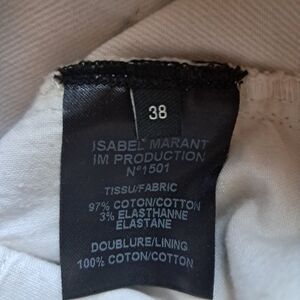 38
ISABEL MARANT
IM PRODUCTION
N°1501
TISSU/FABRIC
97% COTON/COTTON
3% ELASTHANNE
ELASTANE
DOUBLURE/LINING
100% COTON/COTTON